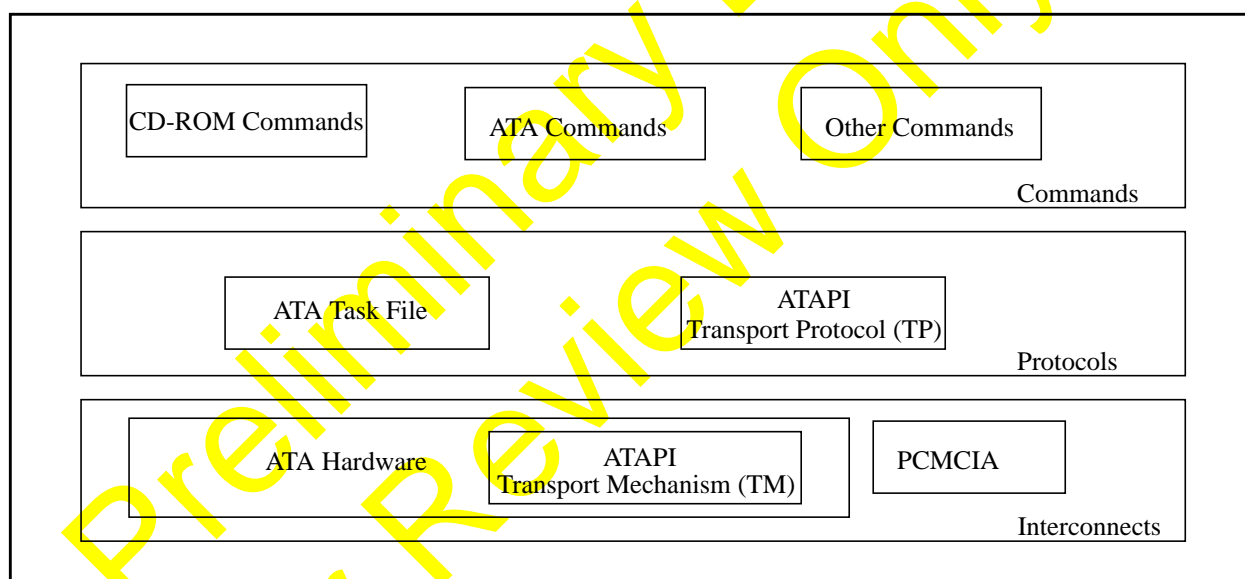 CD-ROM Commands
ATA Commands
Other Commands
Commands
ATA Task File
ATAPI
Transport Protocol (TP)
Protocols
ATA Hardware
ATAPI
Transport Mechanism (TM)
PCMCIA
Interconnects
Preliminary
Review Only